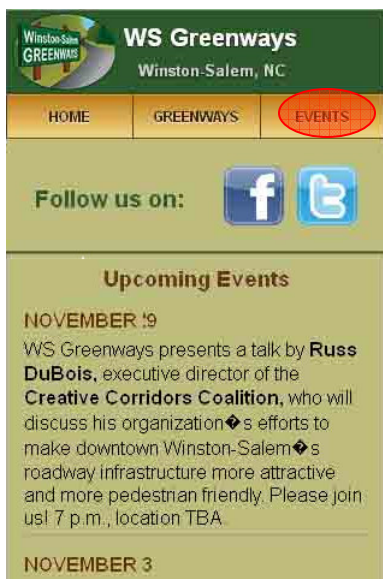 Winston-Salem
GREENWAYS
WS Greenways
Winston-Salem, NC
HOME GREENWAYS EVENTS
Follow us on:
f t
Upcoming Events
NOVEMBER
WS Greenways presents a talk by Russ
DuBois, executive director of the
Creative Corridors Coalition, who will
discuss his organization�s efforts to
make downtown Winston-Salem�s
roadway infrastructure more attractive
and more pedestrian friendly. Please join
us! 7 p.m., location TBA.
NOVEMBER 3